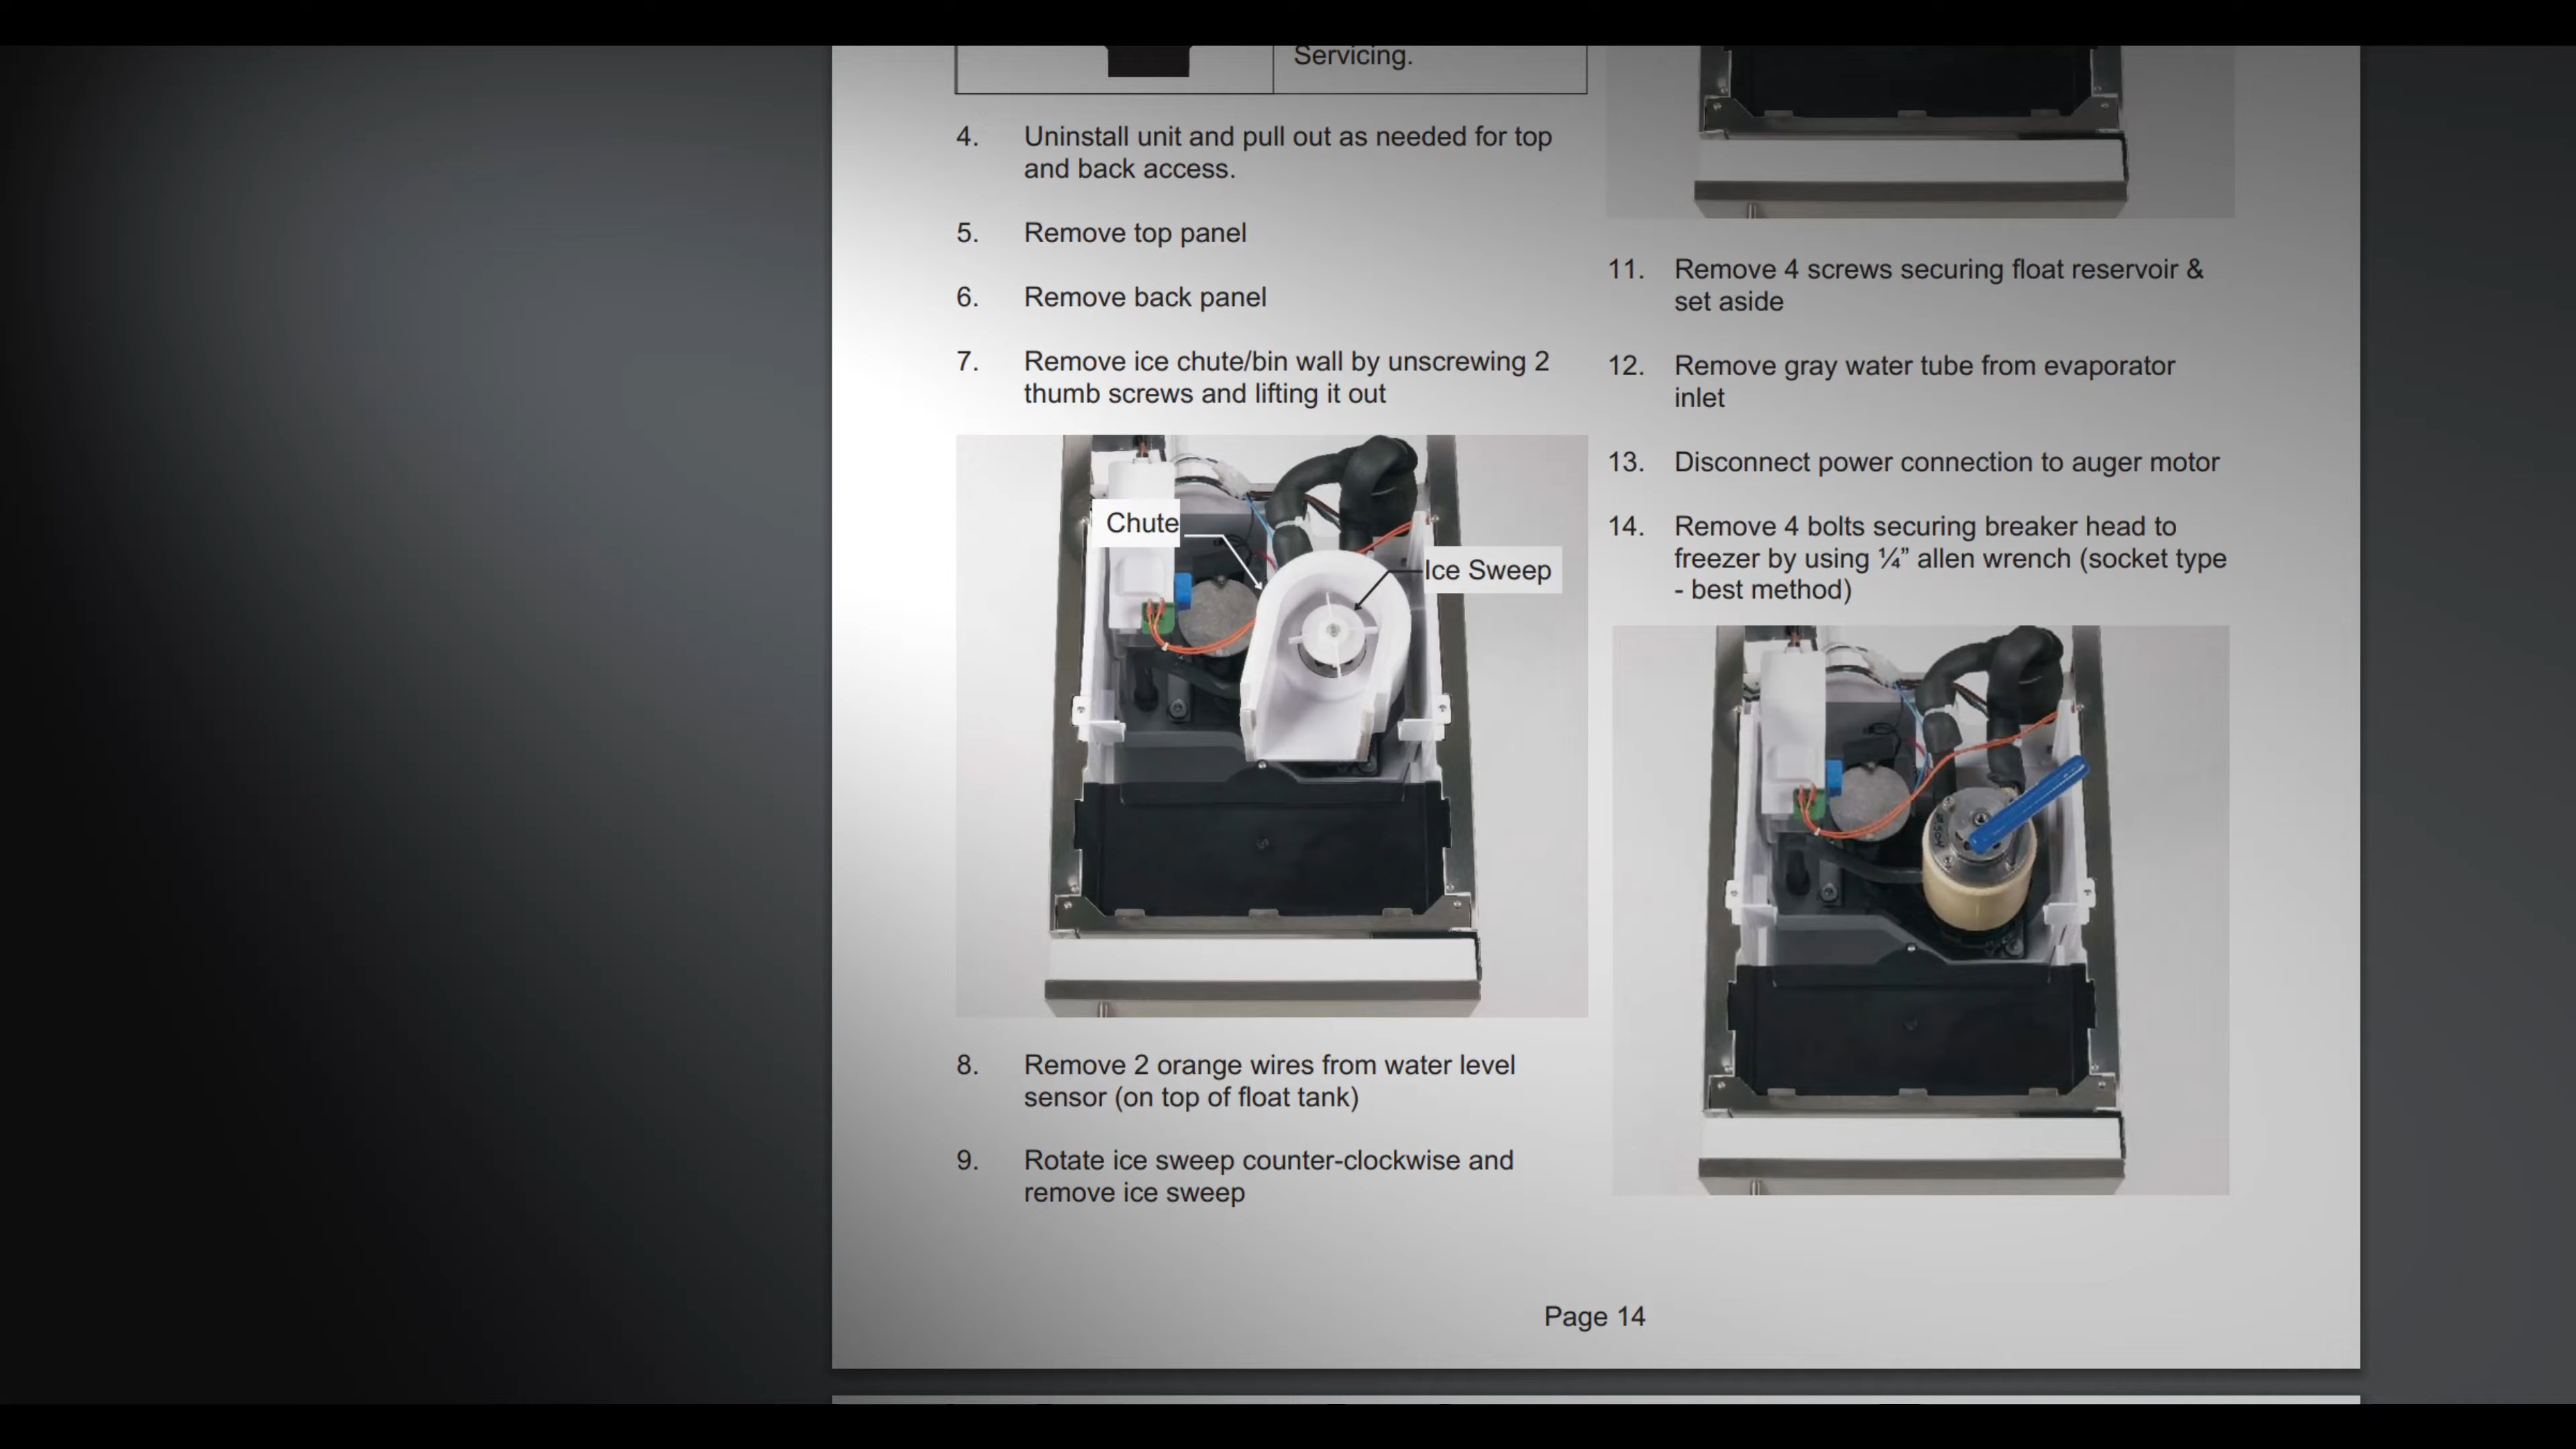 Servicing.
4. Uninstall unit and pull out as needed for top
and back access.
5. Remove top panel
6. Remove back panel
7. Remove ice chute/bin wall by unscrewing 2
thumb screws and lifting it out
Chute
Ice Sweep
8. Remove 2 orange wires from water level
sensor (on top of float tank)
9. Rotate ice sweep counter-clockwise and
remove ice sweep
11. Remove 4 screws securing float reservoir &
set aside
12. Remove gray water tube from evaporator
inlet
13. Disconnect power connection to auger motor
14. Remove 4 bolts securing breaker head to
freezer by using ¼” allen wrench (socket type
- best method)
Page 14